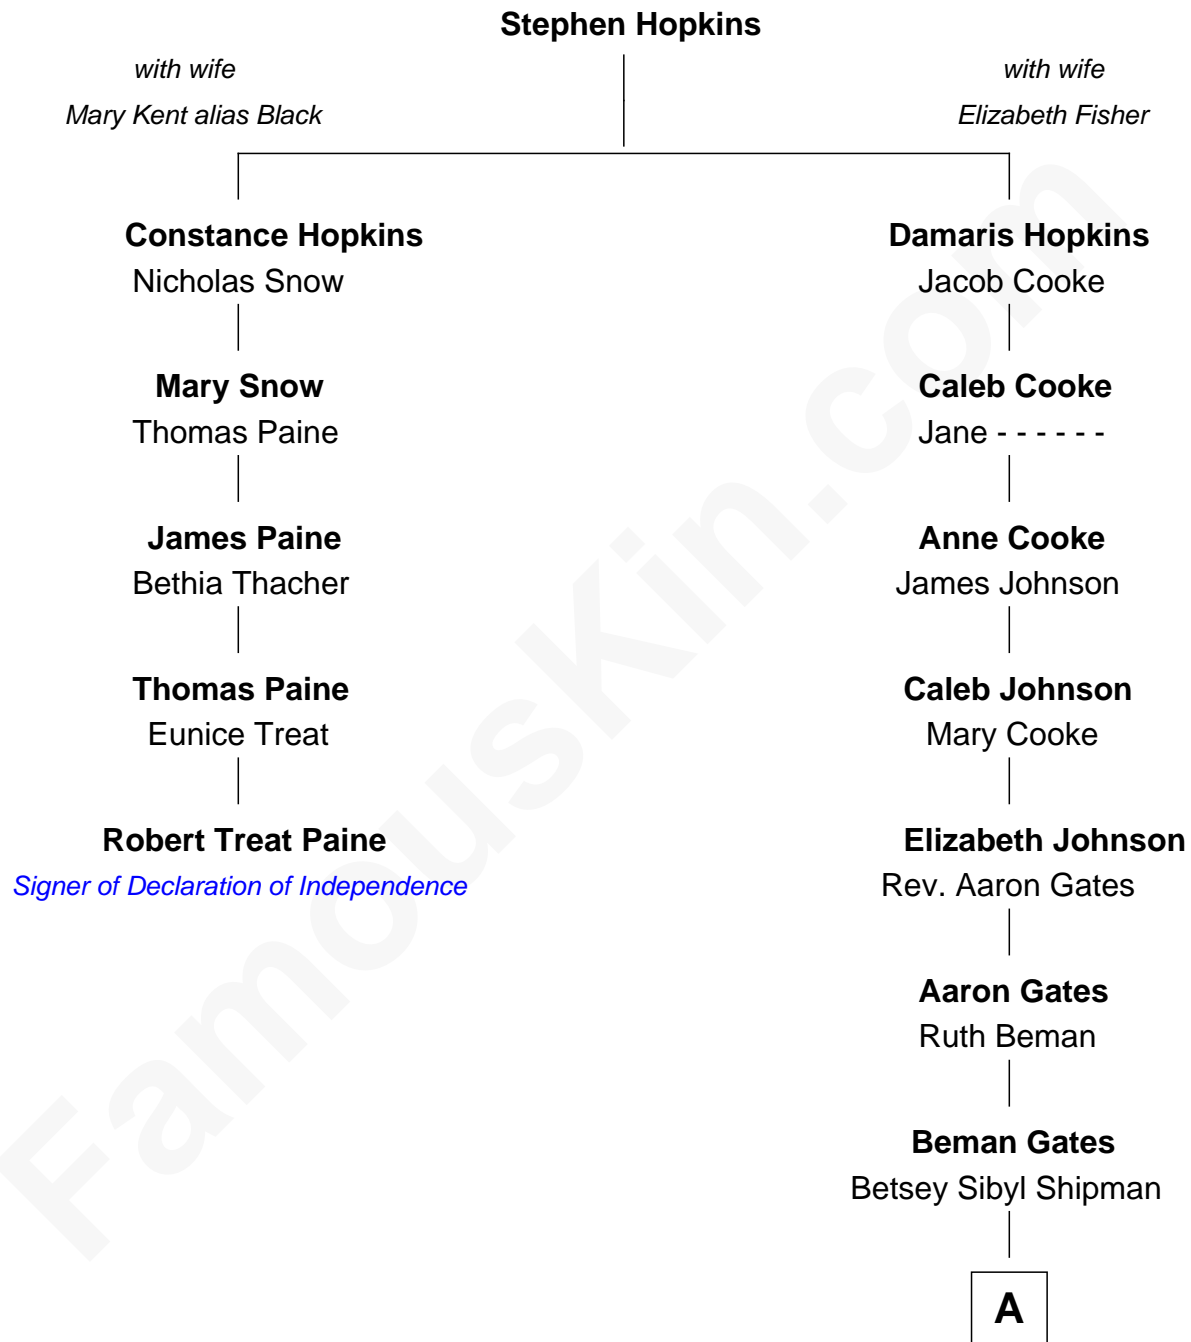 Stephen Hopkins
with wife
Mary Kent alias Black
with wife
Elizabeth Fisher
Constance Hopkins
Nicholas Snow
Mary Snow
Thomas Paine
James Paine
Bethia Thacher
Thomas Paine
Eunice Treat
Robert Treat Paine
Signer of Declaration of Independence
Damaris Hopkins
Jacob Cooke
Caleb Cooke
Jane - - - - - -
Anne Cooke
James Johnson
Caleb Johnson
Mary Cooke
Elizabeth Johnson
Rev. Aaron Gates
Aaron Gates
Ruth Beman
Beman Gates
Betsey Sibyl Shipman
A
FamousKin.com